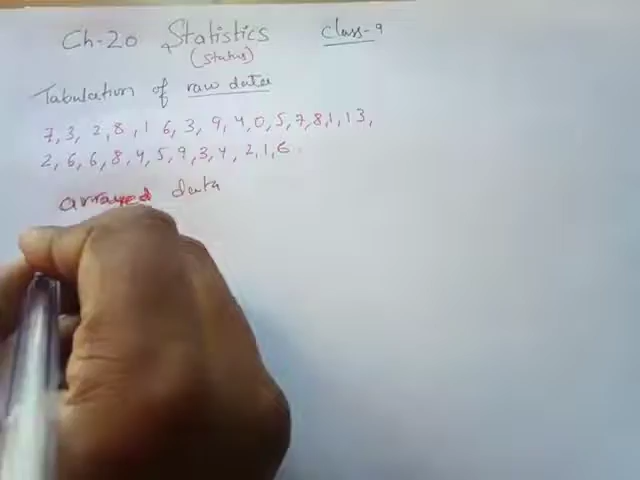 Ch-20 Statistics Class-9
(Status)
Tabulation of raw data
7, 3, 2, 8, 1 6, 3, 9, 4, 0, 5, 7, 8, 1, 13,
2, 6, 6, 8, 4, 5, 9, 3, 4, 2, 1, 6
arrayed data